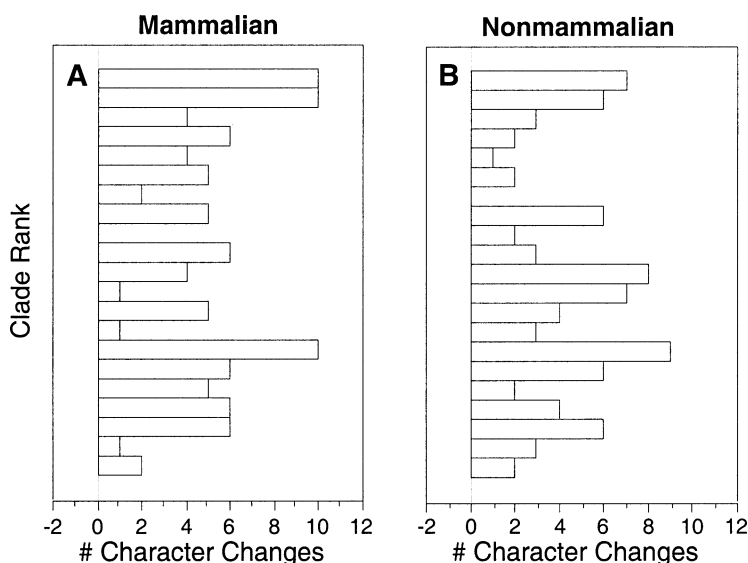 Mammalian
Nonmammalian
A
B
Clade Rank
-2 0 2 4 6 8 10 12
-2 0 2 4 6 8 10 12
# Character Changes
# Character Changes